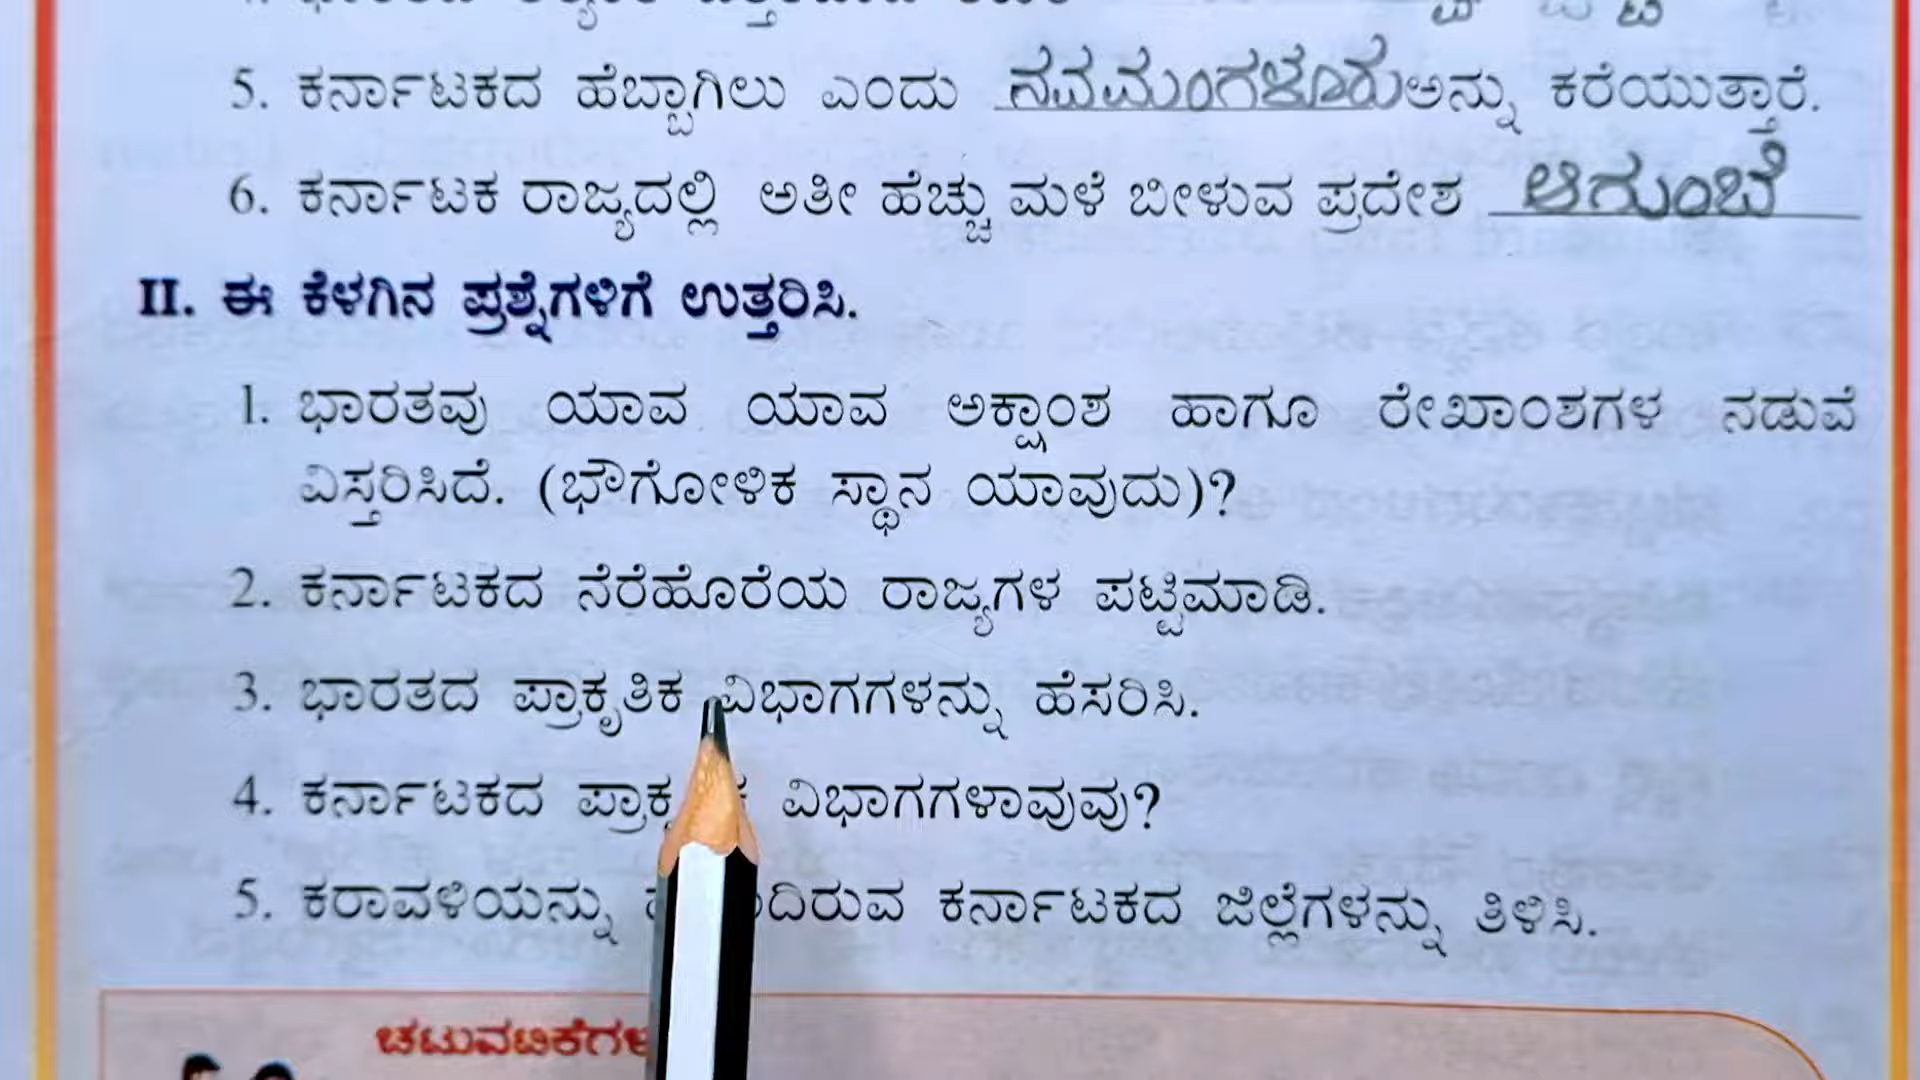 5. ಕರ್ನಾಟಕದ ಹೆಬ್ಬಾಗಿಲು ಎಂದು ನವಮಂಗಳೂರು ಅನ್ನು ಕರೆಯುತ್ತಾರೆ.
6. ಕರ್ನಾಟಕ ರಾಜ್ಯದಲ್ಲಿ ಅತೀ ಹೆಚ್ಚು ಮಳೆ ಬೀಳುವ ಪ್ರದೇಶ ಆಗುಂಬೆ
II. ಈ ಕೆಳಗಿನ ಪ್ರಶ್ನೆಗಳಿಗೆ ಉತ್ತರಿಸಿ.
1. ಭಾರತವು ಯಾವ ಯಾವ ಅಕ್ಷಾಂಶ ಹಾಗೂ ರೇಖಾಂಶಗಳ ನಡುವೆ
ವಿಸ್ತರಿಸಿದೆ. (ಭೌಗೋಳಿಕ ಸ್ಥಾನ ಯಾವುದು)?
2. ಕರ್ನಾಟಕದ ನೆರೆಹೊರೆಯ ರಾಜ್ಯಗಳ ಪಟ್ಟಿಮಾಡಿ.
3. ಭಾರತದ ಪ್ರಾಕೃತಿಕ ವಿಭಾಗಗಳನ್ನು ಹೆಸರಿಸಿ.
4. ಕರ್ನಾಟಕದ ವಿಭಾಗಗಳಾವುವು?
5. ಕರಾವಳಿಯನ್ನು ಕರ್ನಾಟಕದ ಜಿಲ್ಲೆಗಳನ್ನು ತಿಳಿಸಿ.
ಚಟುವಟಿಕೆಗಳ